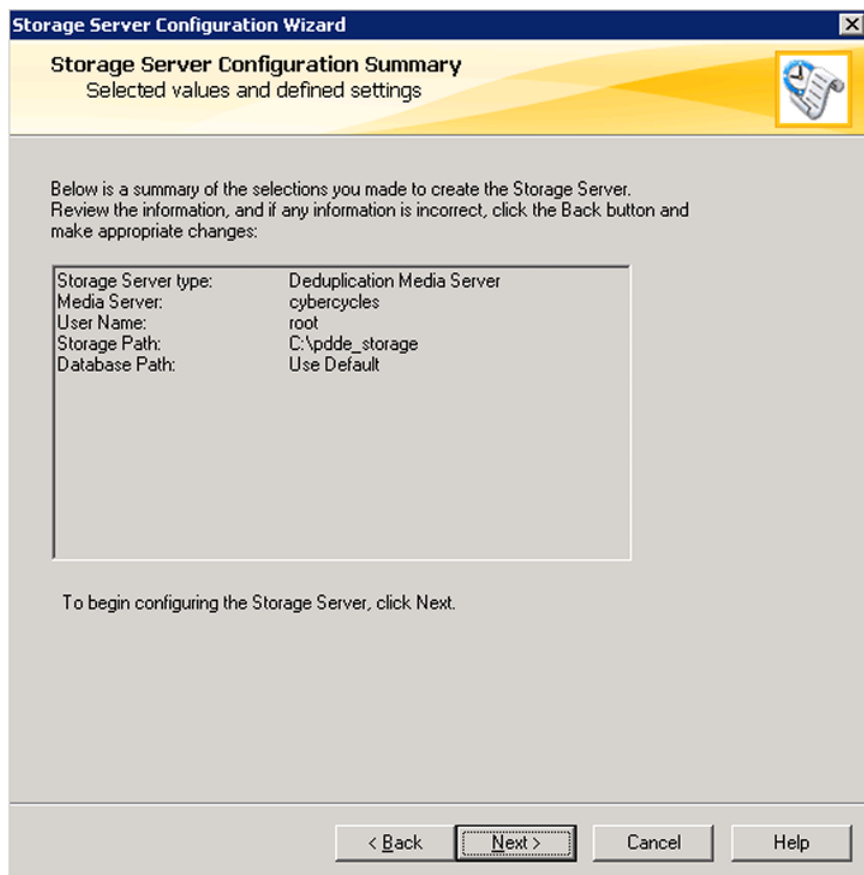 Storage Server Configuration Wizard
Storage Server Configuration Summary
Selected values and defined settings
Below is a summary of the selections you made to create the Storage Server.
Review the information, and if any information is incorrect, click the Back button and
make appropriate changes:
Storage Server type: Deduplication Media Server
Media Server: cybercycles
User Name: root
Storage Path: C:\pdde_storage
Database Path: Use Default
To begin configuring the Storage Server, click Next.
< Back Next > Cancel Help